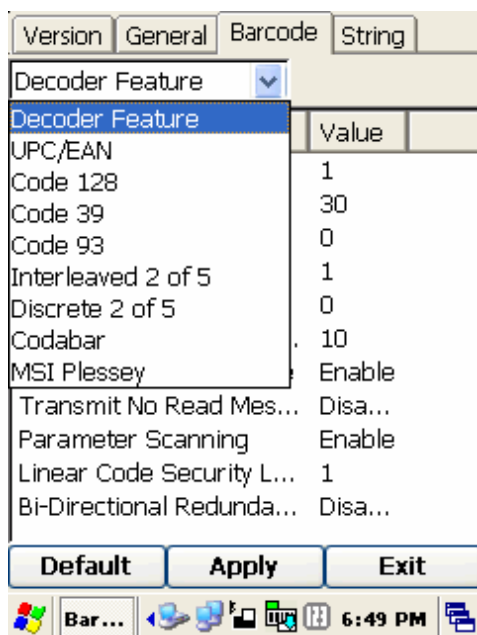 Version General Barcode String
Decoder Feature
Decoder Feature Value
UPC/EAN
Code 128 1
Code 39 30
Code 93 0
Interleaved 2 of 5 1
Discrete 2 of 5 0
Codabar . 10
MSI Plessey Enable
Transmit No Read Mes... Disa...
Parameter Scanning Enable
Linear Code Security L... 1
Bi-Directional Redunda... Disa...
Default Apply Exit
Bar... 6:49 PM